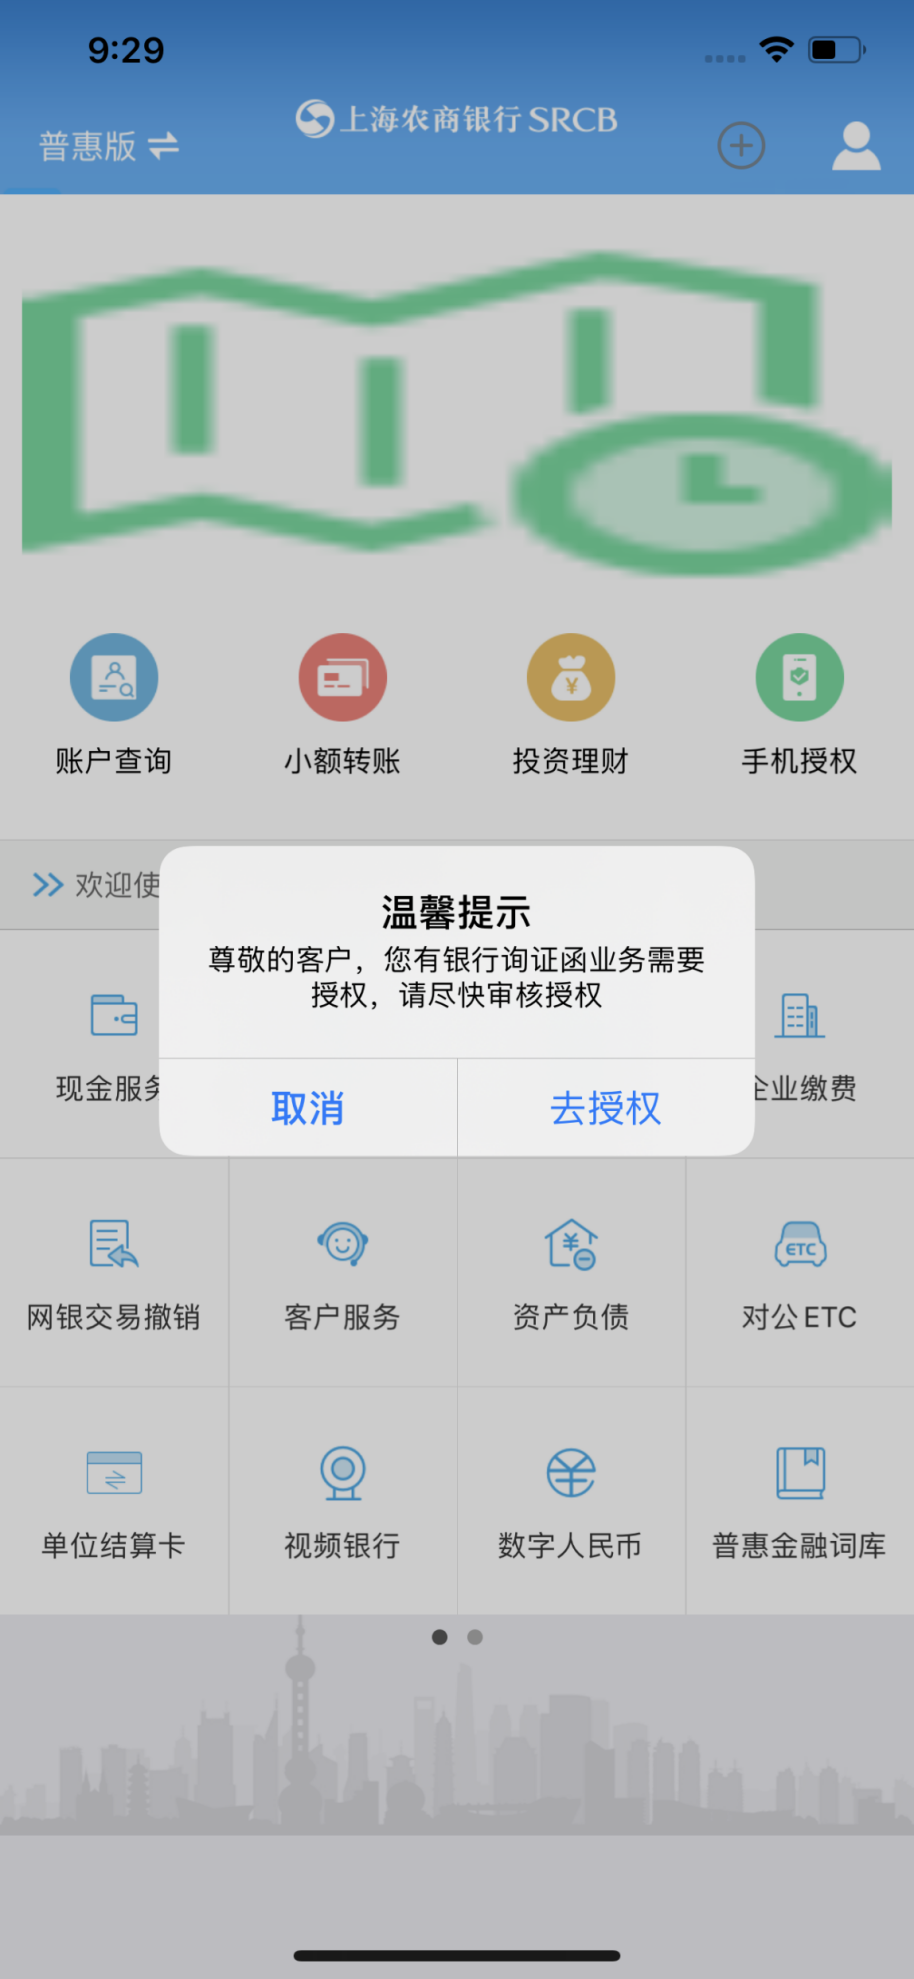 9:29
普惠版
上海农商银行 SRCB
账户查询
小额转账
投资理财
手机授权
欢迎使
温馨提示
尊敬的客户，您有银行询证函业务需要
授权，请尽快审核授权
取消
去授权
现金服务
企业缴费
ETC
网银交易撤销
客户服务
资产负债
对公ETC
单位结算卡
视频银行
数字人民币
普惠金融词库